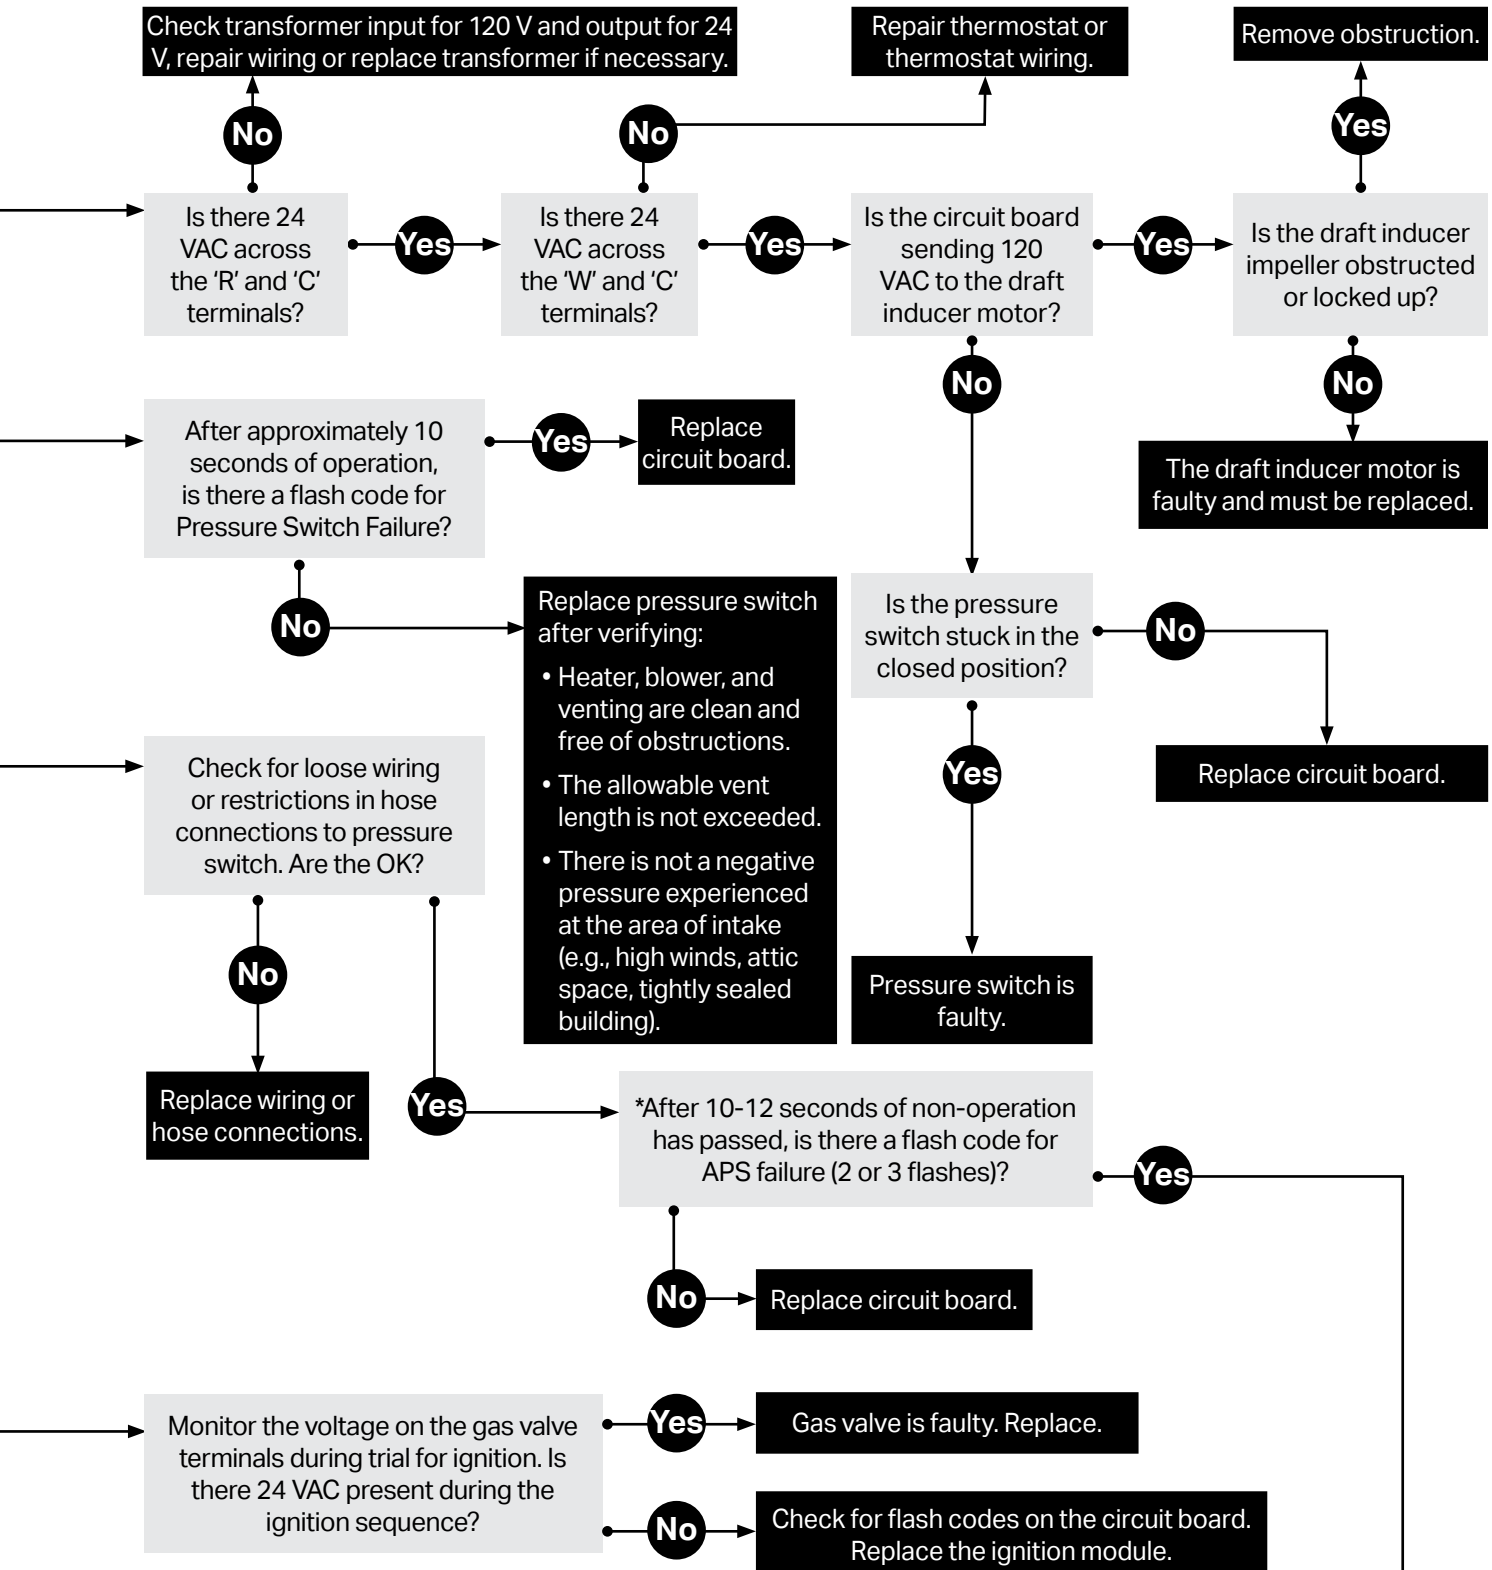 Check transformer input for 120 V and output for 24
V, repair wiring or replace transformer if necessary.
Repair thermostat or
thermostat wiring.
Remove obstruction.
No
No
Yes
Is there 24
VAC across
the ‘R’ and ‘C’
terminals?
Yes
Is there 24
VAC across
the ‘W’ and ‘C’
terminals?
Yes
Is the circuit board
sending 120
VAC to the draft
inducer motor?
Yes
Is the draft inducer
impeller obstructed
or locked up?
No
No
After approximately 10
seconds of operation,
is there a flash code for
Pressure Switch Failure?
Yes
Replace
circuit board.
The draft inducer motor is
faulty and must be replaced.
No
Replace pressure switch
after verifying:
• Heater, blower, and
venting are clean and
free of obstructions.
• The allowable vent
length is not exceeded.
• There is not a negative
pressure experienced
at the area of intake
(e.g., high winds, attic
space, tightly sealed
building).
Is the pressure
switch stuck in the
closed position?
No
Replace circuit board.
Yes
Pressure switch is
faulty.
Check for loose wiring
or restrictions in hose
connections to pressure
switch. Are the OK?
No
Replace wiring or
hose connections.
Yes
*After 10-12 seconds of non-operation
has passed, is there a flash code for
APS failure (2 or 3 flashes)?
Yes
No
Replace circuit board.
Monitor the voltage on the gas valve
terminals during trial for ignition. Is
there 24 VAC present during the
ignition sequence?
Yes
Gas valve is faulty. Replace.
No
Check for flash codes on the circuit board.
Replace the ignition module.